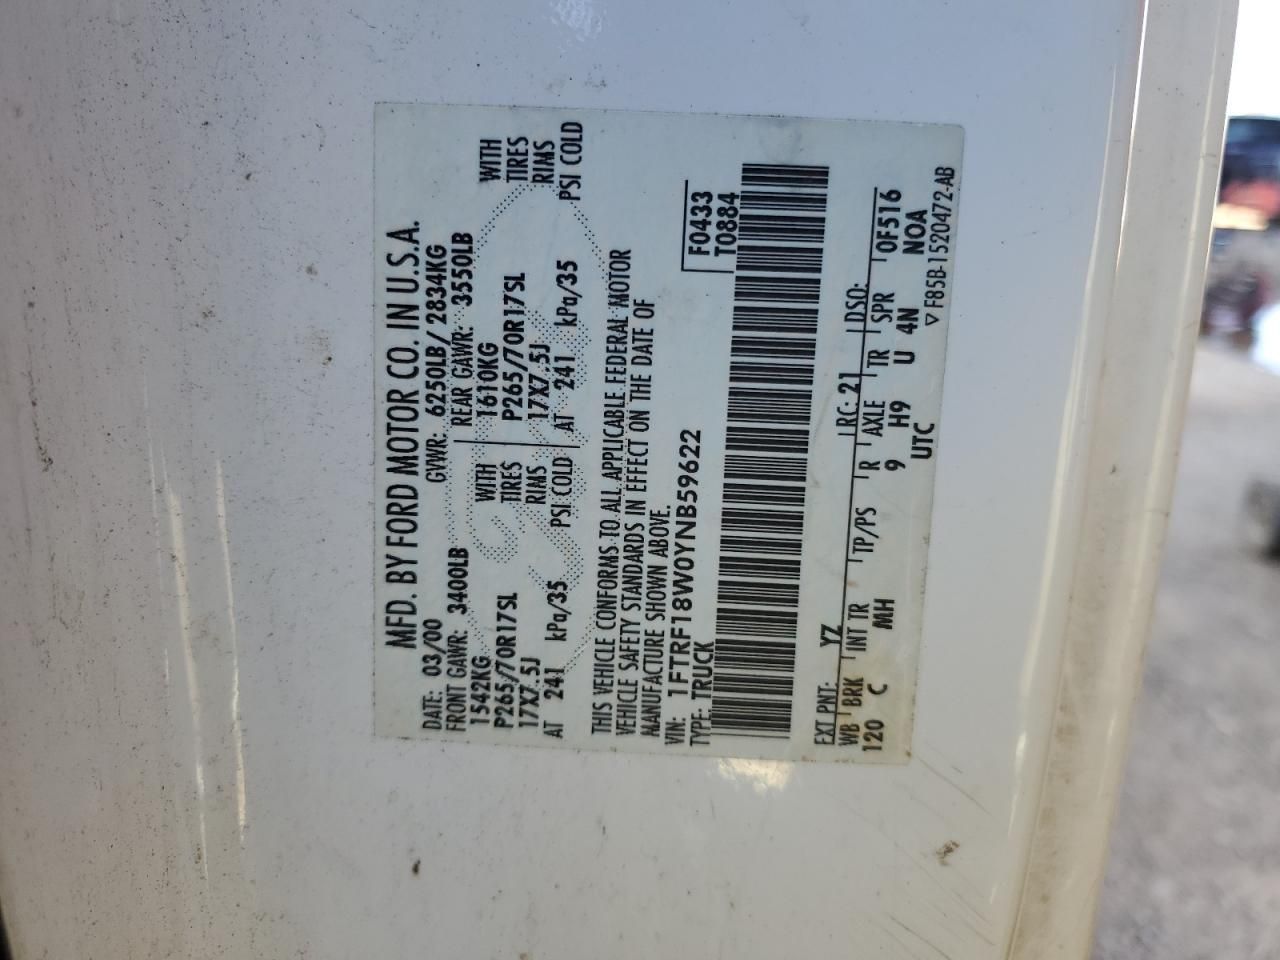 MFD. BY FORD MOTOR CO. IN U.S.A.
DATE: 03/00 GVWR: 6250LB / 2834KG
FRONT GAWR: 3400LB REAR GAWR: 3550LB
1542KG WITH 1610KG WITH
P265/70R17SL TIRES P265/70R17SL TIRES
17X7.5J RIMS 17X7.5J RIMS
AT 241 kPa/35 PSI COLD AT 241 kPa/35 PSI COLD
THIS VEHICLE CONFORMS TO ALL APPLICABLE FEDERAL MOTOR
VEHICLE SAFETY STANDARDS IN EFFECT ON THE DATE OF
MANUFACTURE SHOWN ABOVE.
VIN: 1FTRF18W0YNB59622 F0433
TYPE: TRUCK T0884
EXT PNT: YZ RC: 21 DSO:
WB BRK INT TR TP/PS R AXLE TR SPR 0F516
120 C MH 9 H9 U 4N NOA
UTC
▽ F85B-1520472-AB